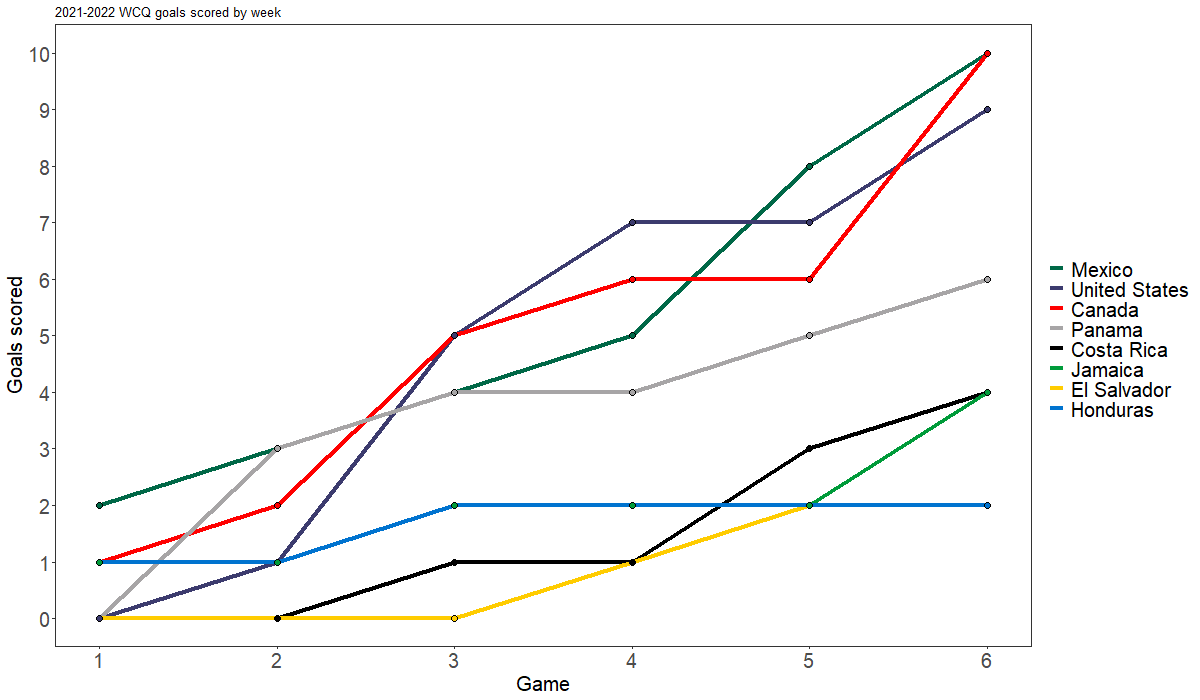 2021-2022 WCQ goals scored by week
10
9
8
7
6
5
4
3
2
1
0
Goals scored
1 2 3 4 5 6
Game
Mexico
United States
Canada
Panama
Costa Rica
Jamaica
El Salvador
Honduras